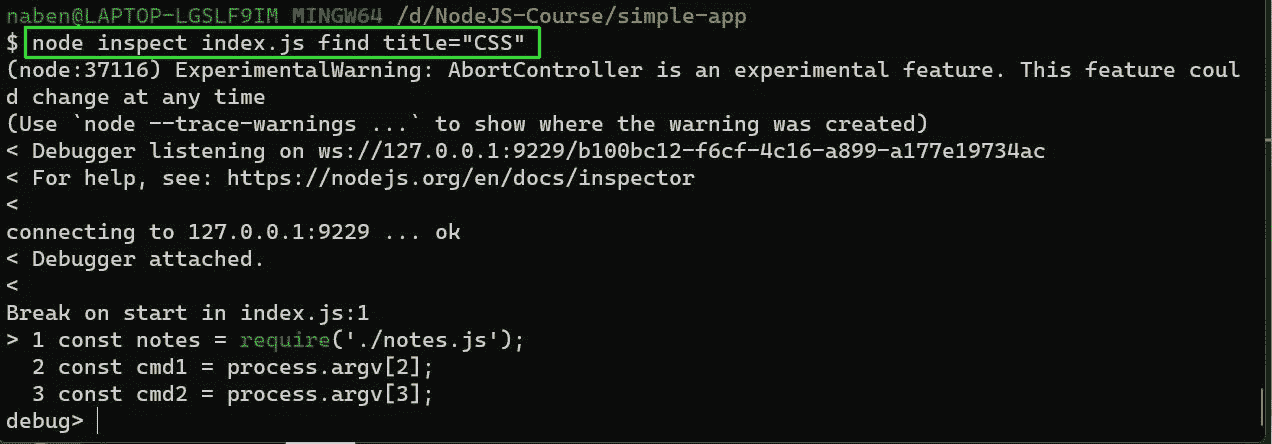 naben@LAPTOP-LGSLF9IM MINGW64 /d/NodeJS-Course/simple-app
$ node inspect index.js find title="CSS"
(node:37116) ExperimentalWarning: AbortController is an experimental feature. This feature coul
d change at any time
(Use `node --trace-warnings ...` to show where the warning was created)
< Debugger listening on ws://127.0.0.1:9229/b100bc12-f6cf-4c16-a899-a177e19734ac
< For help, see: https://nodejs.org/en/docs/inspector
<
connecting to 127.0.0.1:9229 ... ok
< Debugger attached.
<
Break on start in index.js:1
> 1 const notes = require('./notes.js');
  2 const cmd1 = process.argv[2];
  3 const cmd2 = process.argv[3];
debug>